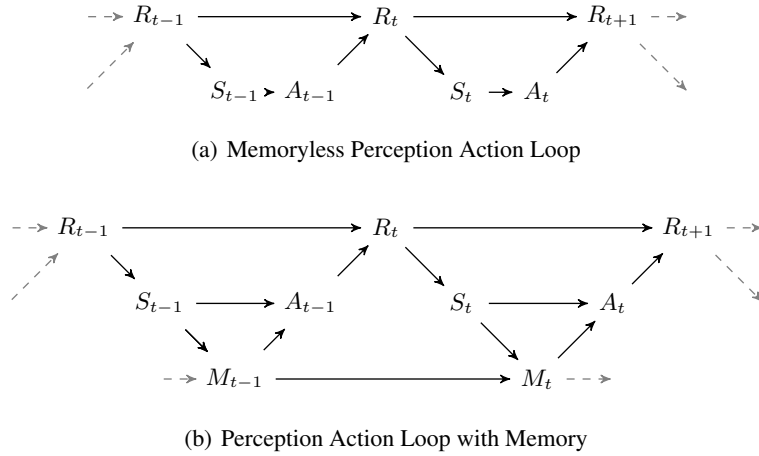 R_{t−1} R_t R_{t+1}
S_{t−1} A_{t−1} S_t A_t
(a) Memoryless Perception Action Loop
R_{t−1} R_t R_{t+1}
S_{t−1} A_{t−1} S_t A_t
M_{t−1} M_t
(b) Perception Action Loop with Memory